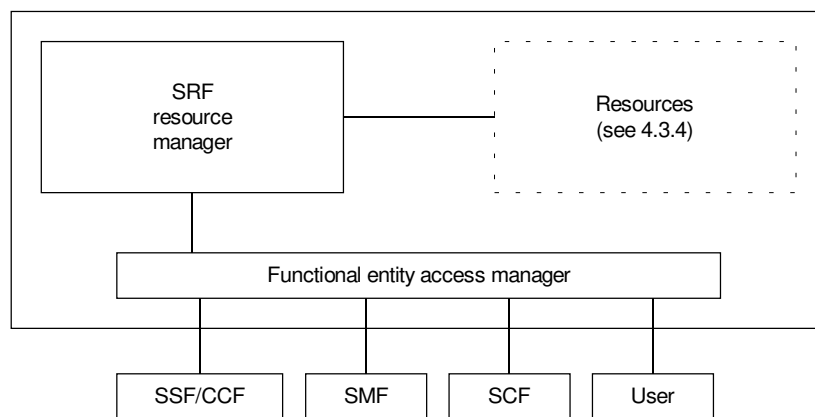 SRF
resource
manager
Resources
(see 4.3.4)
Functional entity access manager
SSF/CCF
SMF
SCF
User